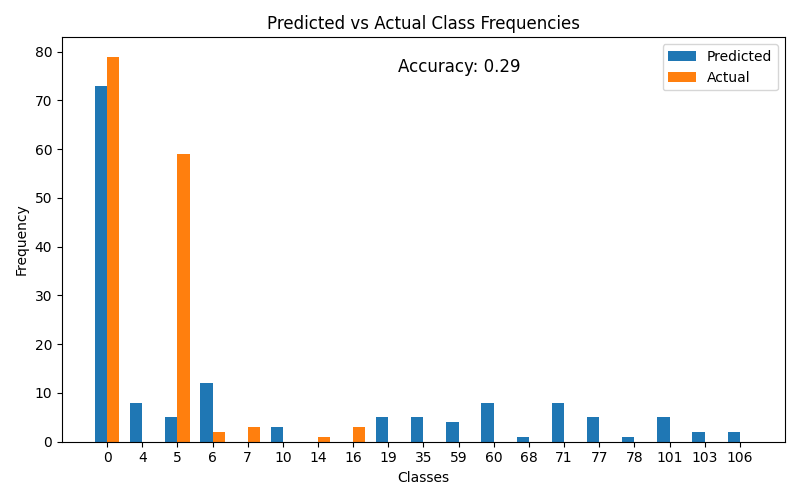 Predicted vs Actual Class Frequencies
Accuracy: 0.29
Predicted
Actual
Frequency
80
70
60
50
40
30
20
10
0
0 4 5 6 7 10 14 16 19 35 59 60 68 71 77 78 101 103 106
Classes